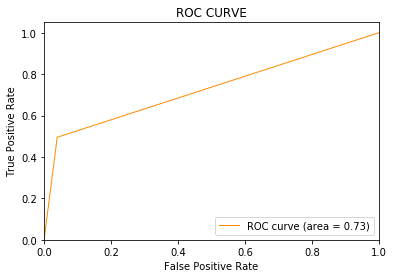 ROC CURVE
1.0
0.8
0.6
0.4
0.2
0.0
True Positive Rate
ROC curve (area = 0.73)
0.0 0.2 0.4 0.6 0.8 1.0
False Positive Rate